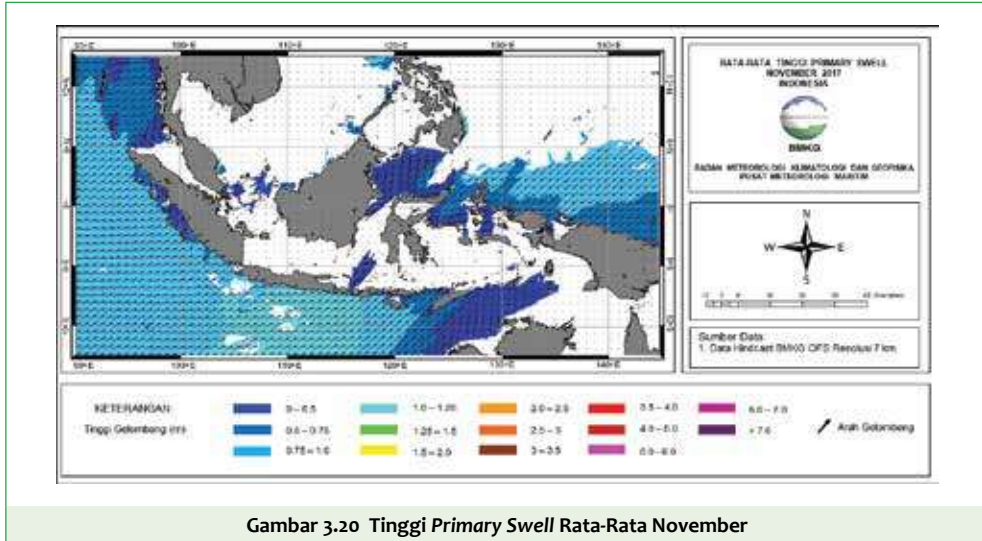 RATA-RATA TINGGI PRIMARY SWELL
NOVEMBER 2017
INDONESIA
BMKG
BADAN METEOROLOGI KLIMATOLOGI DAN GEOFISIKA
PUSAT METEOROLOGI MARITIM
N
W E
S
Sumber Data:
1. Data Hindcast BMKG OFS Resolusi 7 km
KETERANGAN
Tinggi Gelombang (m)
0 - 0.5
0.5 - 0.75
0.75 - 1.0
1.0 - 1.25
1.25 - 1.5
1.5 - 2.0
2.0 - 2.5
2.5 - 3
3 - 3.5
3.5 - 4.0
4.0 - 5.0
5.0 - 6.0
6.0 - 7.0
Arah Gelombang
Gambar 3.20 Tinggi Primary Swell Rata-Rata November